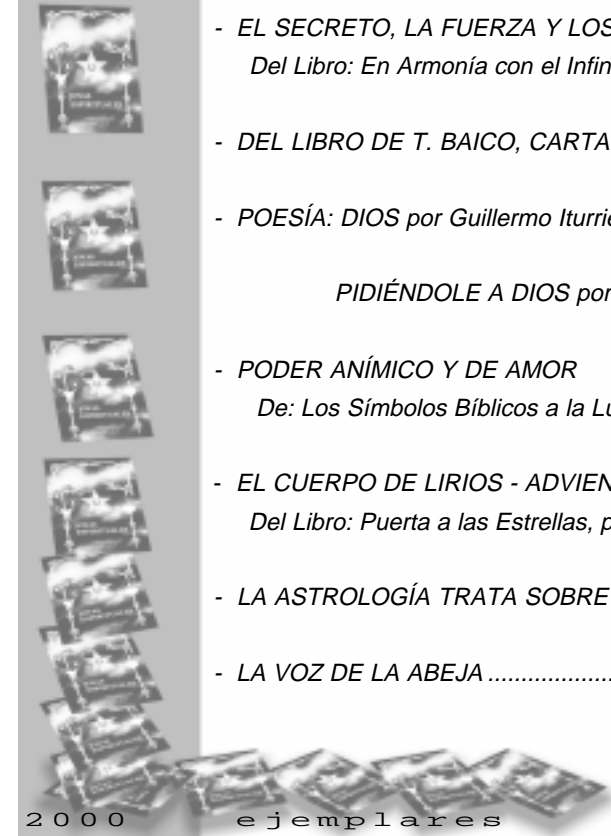 - EL SECRETO, LA FUERZA Y LOS
Del Libro: En Armonía con el Infin
- DEL LIBRO DE T. BAICO, CARTA
- POESÍA: DIOS por Guillermo Iturrie
PIDIÉNDOLE A DIOS por
- PODER ANÍMICO Y DE AMOR
De: Los Símbolos Bíblicos a la Lu
- EL CUERPO DE LIRIOS - ADVIEN
Del Libro: Puerta a las Estrellas, p
- LA ASTROLOGÍA TRATA SOBRE
- LA VOZ DE LA ABEJA ...................
2000 ejemplares